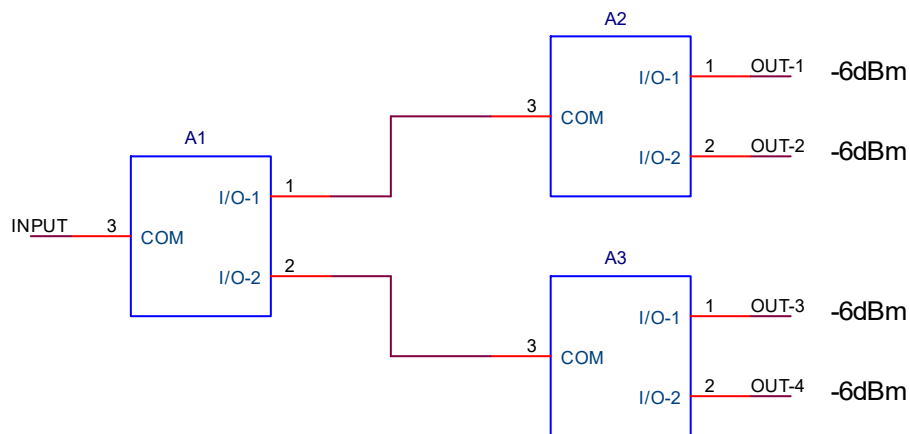 A2
I/O-1 1 OUT-1 -6dBm
3 COM
I/O-2 2 OUT-2 -6dBm
A1
I/O-1 1
INPUT 3 COM
I/O-2 2
A3
I/O-1 1 OUT-3 -6dBm
3 COM
I/O-2 2 OUT-4 -6dBm